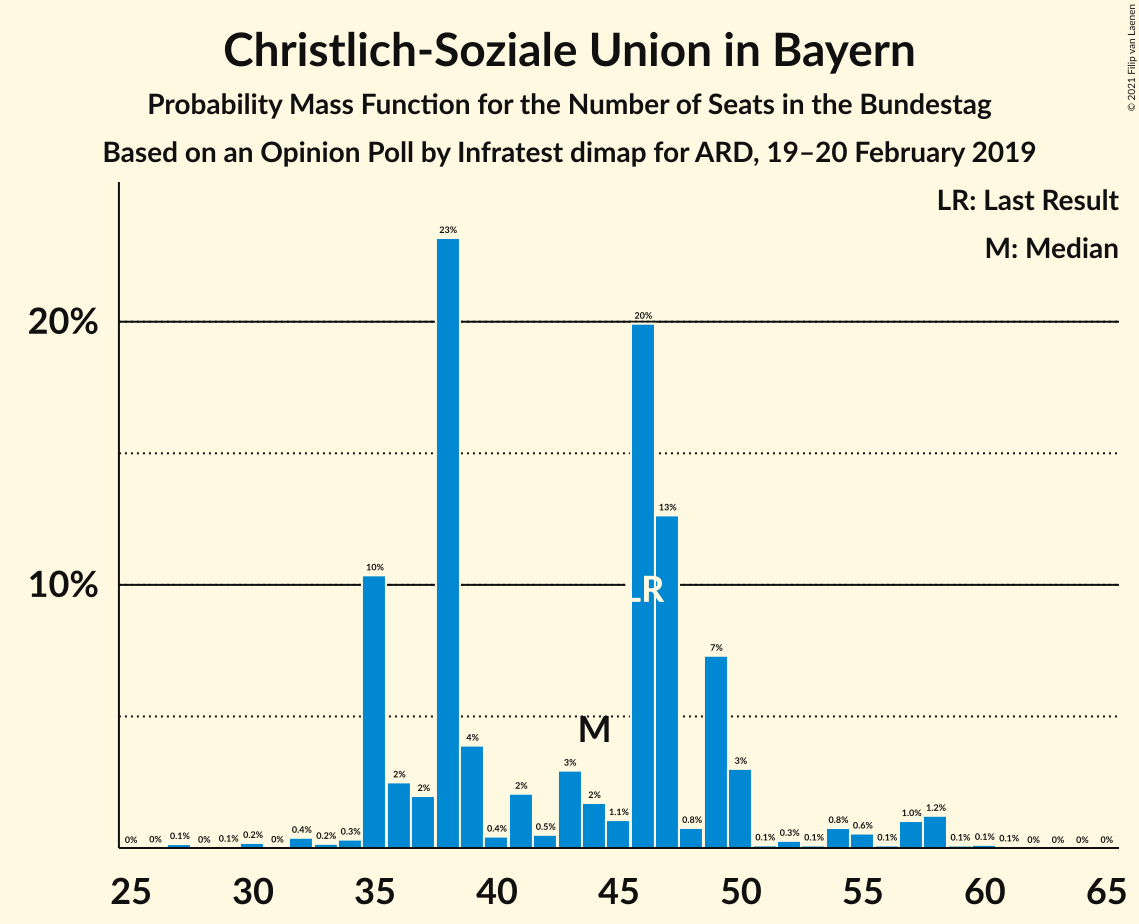 Christlich-Soziale Union in Bayern
Probability Mass Function for the Number of Seats in the Bundestag
Based on an Opinion Poll by Infratest dimap for ARD, 19–20 February 2019
© 2021 Filip van Laenen
LR: Last Result
M: Median
20%
10%
0% 0% 0.1% 0% 0.1% 0.2% 0% 0.4% 0.2% 0.3% 10% 2% 2% 23% 4% 0.4% 2% 0.5% 3% 2% 1.1% 20% 13% 0.8% 7% 3% 0.1% 0.3% 0.1% 0.8% 0.6% 0.1% 1.0% 1.2% 0.1% 0.1% 0.1% 0% 0% 0% 0%
LR
M
25 30 35 40 45 50 55 60 65